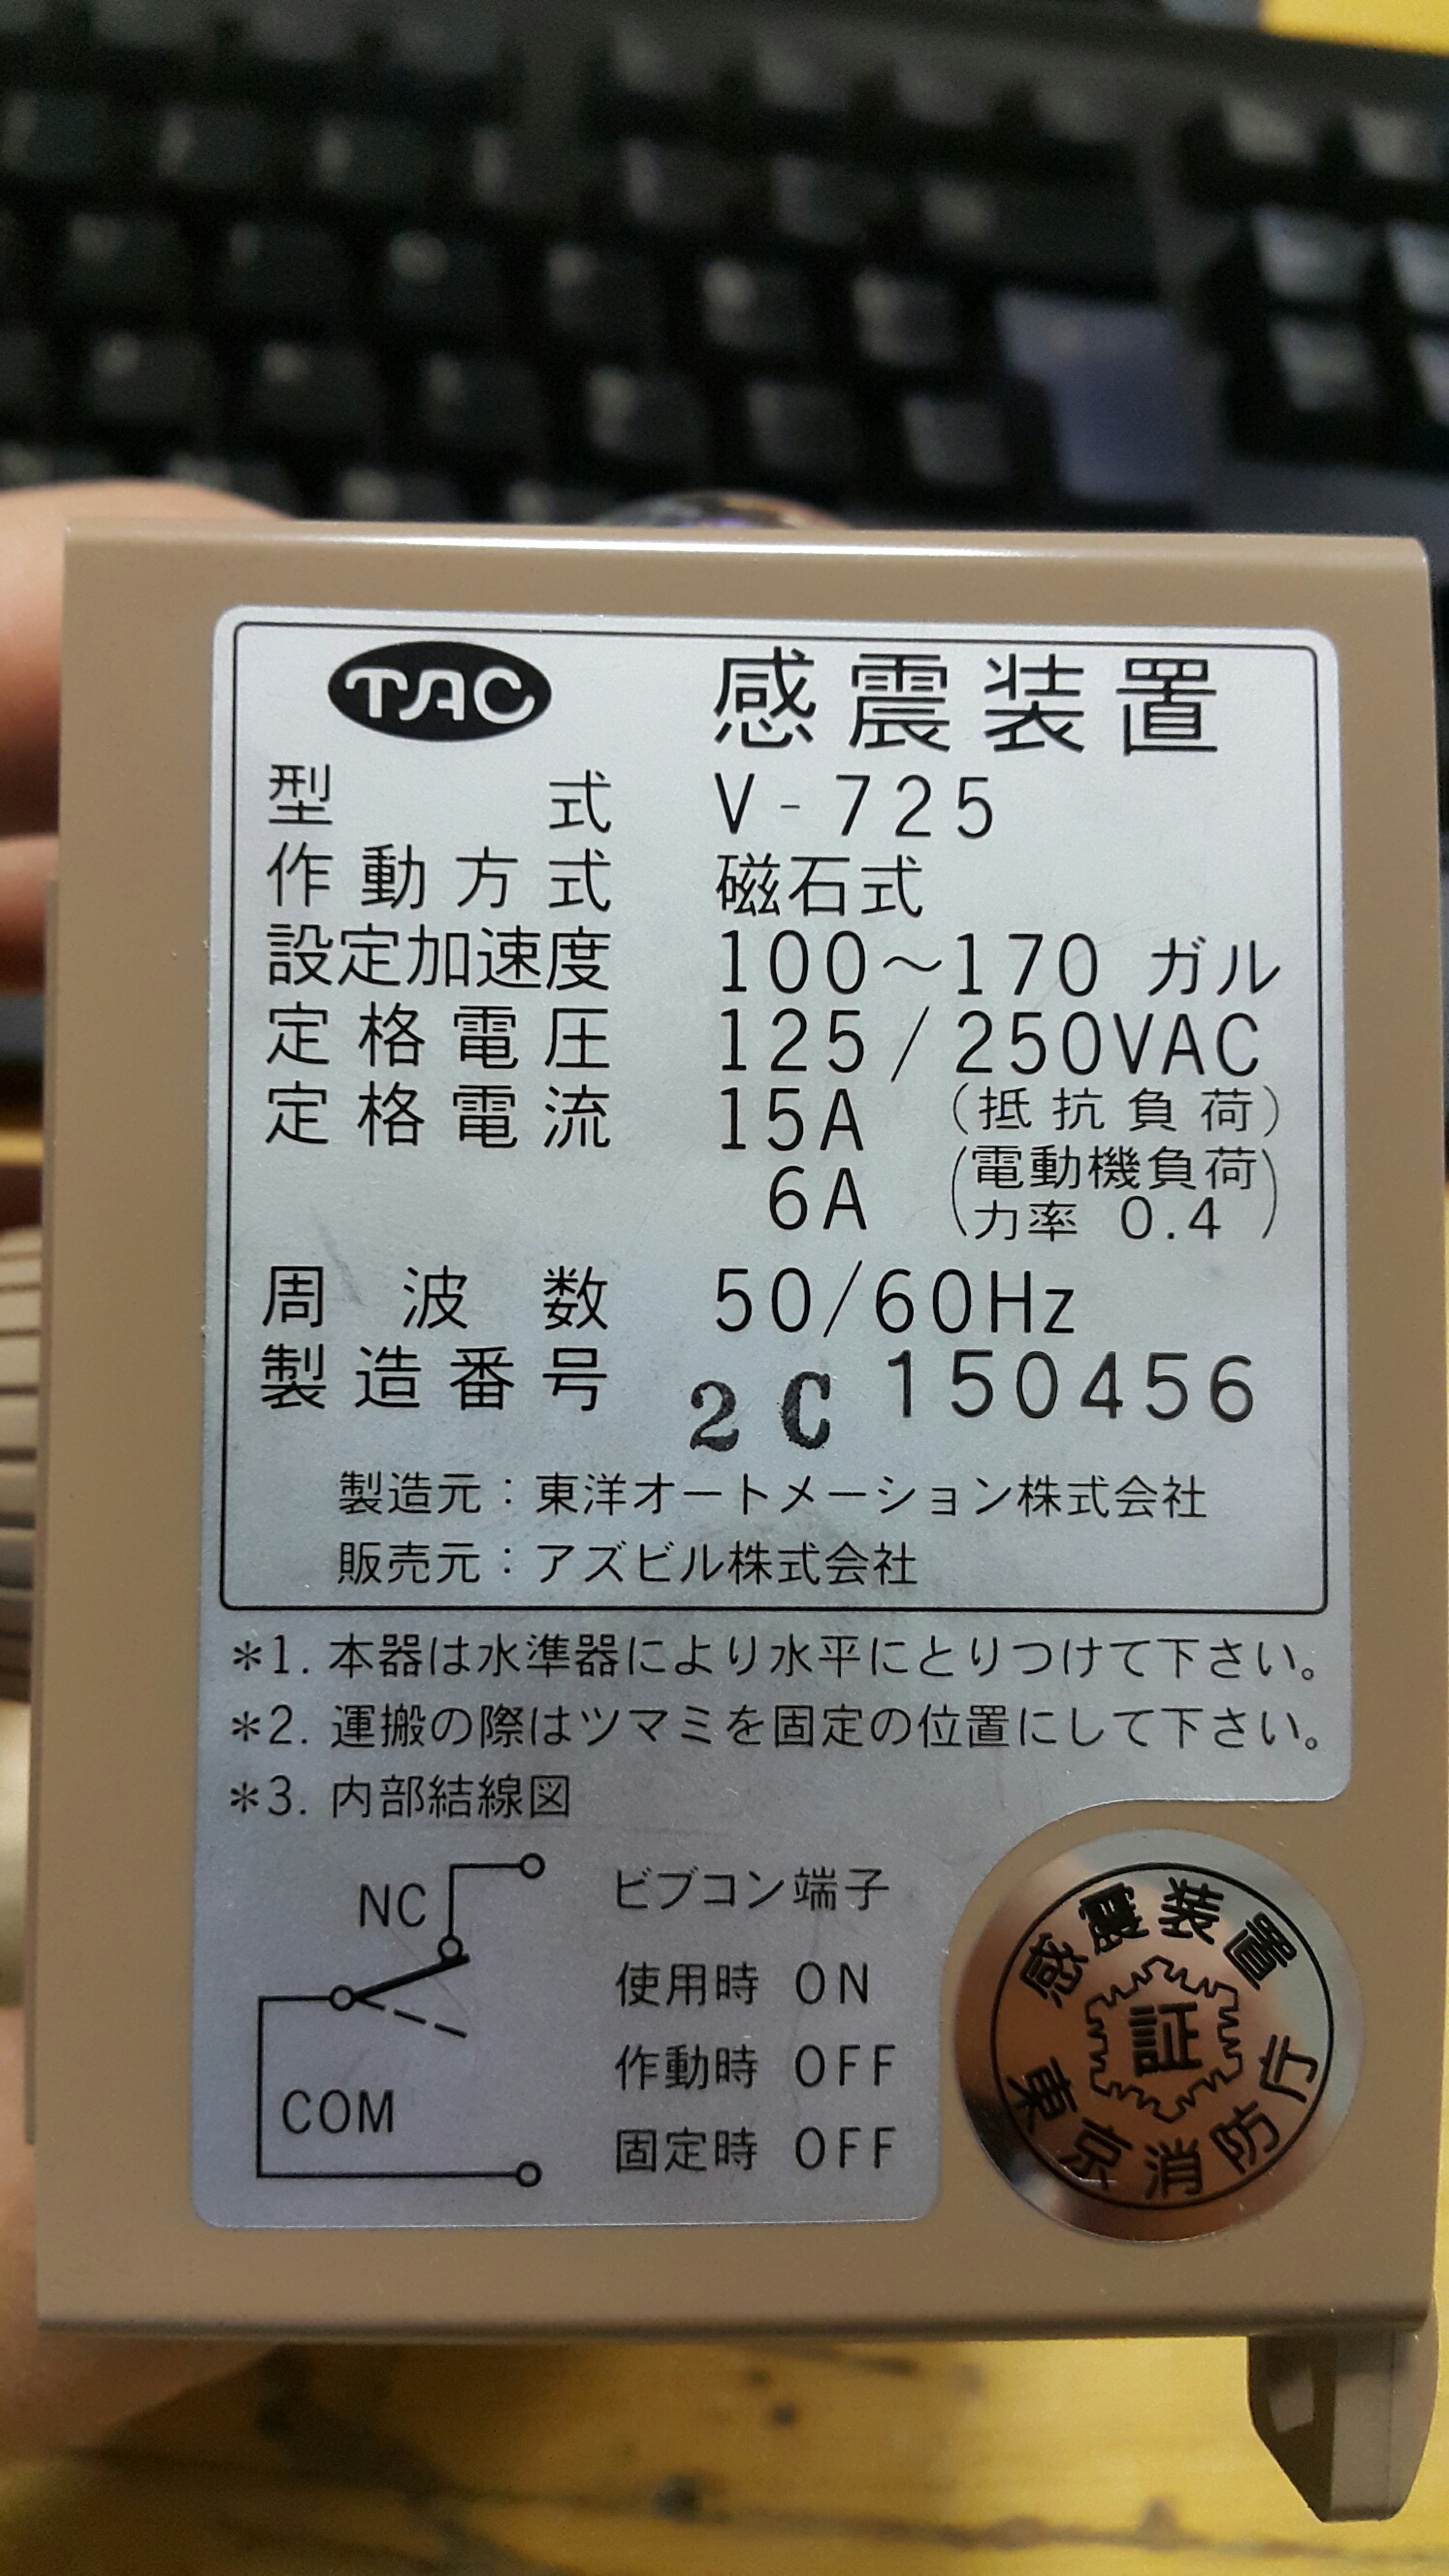 TAC 感震装置
型式 V-725
作動方式 磁石式
設定加速度 100～170 ガル
定格電圧 125/250VAC
定格電流 15A (抵抗負荷)
6A (電動機負荷 力率 0.4)
周波数 50/60Hz
製造番号 2C 150456
製造元：東洋オートメーション株式会社
販売元：アズビル株式会社
*1. 本器は水準器により水平にとりつけて下さい。
*2. 運搬の際はツマミを固定の位置にして下さい。
*3. 内部結線図
NC
COM
ビブコン端子
使用時 ON
作動時 OFF
固定時 OFF
感震装置
証
東京消防庁